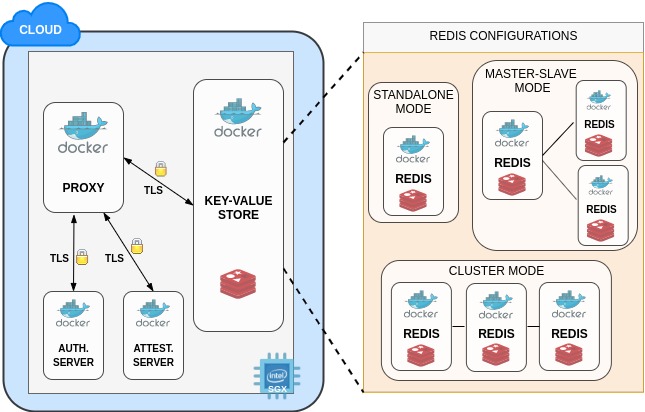 CLOUD
docker
PROXY
TLS
docker
KEY-VALUE
STORE
TLS
TLS
docker
AUTH.
SERVER
docker
ATTEST.
SERVER
intel
SGX
REDIS CONFIGURATIONS
STANDALONE
MODE
docker
REDIS
MASTER-SLAVE
MODE
docker
REDIS
docker
REDIS
docker
REDIS
CLUSTER MODE
docker
REDIS
docker
REDIS
docker
REDIS